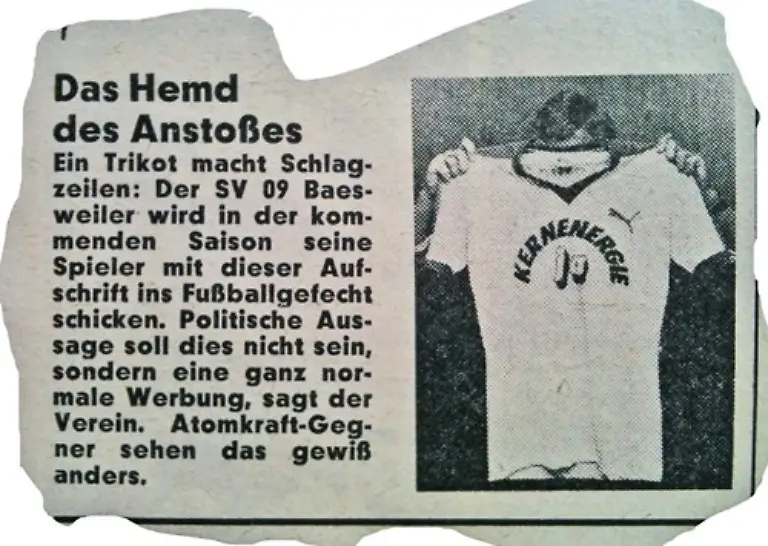 Das Hemd
des Anstoßes
Ein Trikot macht Schlag-
zeilen: Der SV 09 Baes-
weiler wird in der kom-
menden Saison seine
Spieler mit dieser Auf-
schrift ins Fußballgefecht
schicken. Politische Aus-
sage soll dies nicht sein,
sondern eine ganz nor-
male Werbung, sagt der
Verein. Atomkraft-Geg-
ner sehen das gewiß
anders.
KERNENERGIE
ja